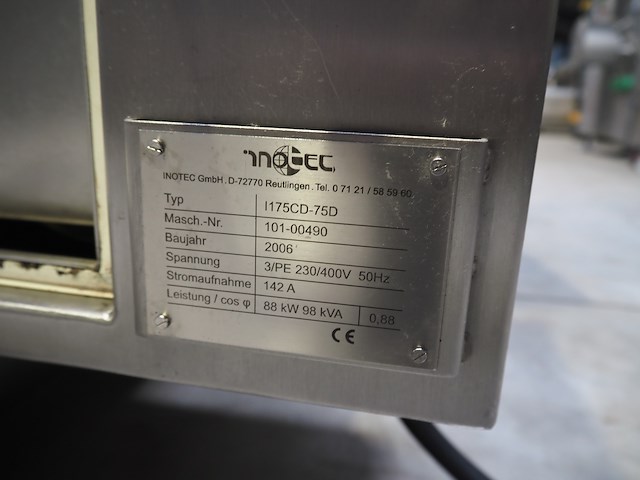 INOTEC
INOTEC GmbH. D-72770 Reutlingen. Tel. 0 71 21 / 58 59 60
Typ I175CD-75D
Masch.-Nr. 101-00490
Baujahr 2006
Spannung 3/PE 230/400V 50Hz
Stromaufnahme 142 A
Leistung / cos φ 88 kW 98 kVA 0,88
CE